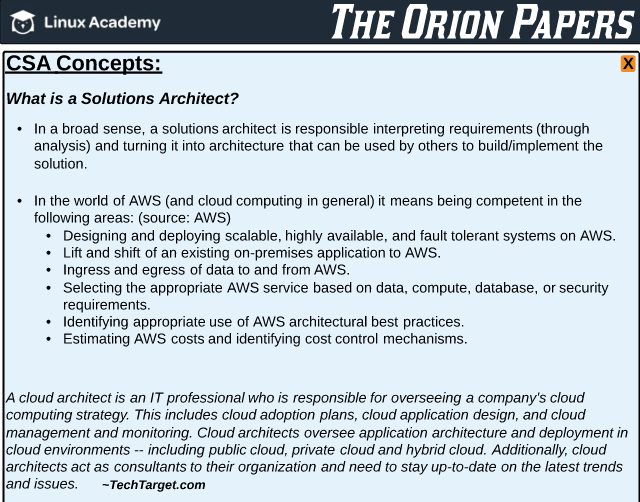 Linux Academy
THE ORION PAPERS
CSA Concepts:
X
What is a Solutions Architect?
• In a broad sense, a solutions architect is responsible interpreting requirements (through
analysis) and turning it into architecture that can be used by others to build/implement the
solution.
• In the world of AWS (and cloud computing in general) it means being competent in the
following areas: (source: AWS)
• Designing and deploying scalable, highly available, and fault tolerant systems on AWS.
• Lift and shift of an existing on-premises application to AWS.
• Ingress and egress of data to and from AWS.
• Selecting the appropriate AWS service based on data, compute, database, or security
requirements.
• Identifying appropriate use of AWS architectural best practices.
• Estimating AWS costs and identifying cost control mechanisms.
A cloud architect is an IT professional who is responsible for overseeing a company's cloud
computing strategy. This includes cloud adoption plans, cloud application design, and cloud
management and monitoring. Cloud architects oversee application architecture and deployment in
cloud environments -- including public cloud, private cloud and hybrid cloud. Additionally, cloud
architects act as consultants to their organization and need to stay up-to-date on the latest trends
and issues. ~TechTarget.com